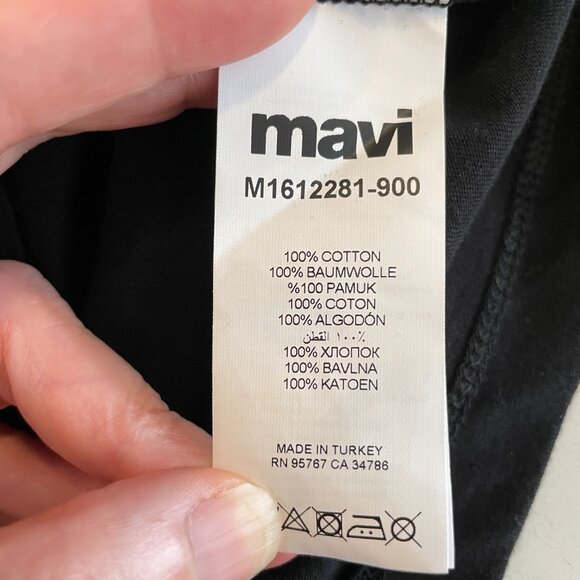 mavi
M1612281-900
100% COTTON
100% BAUMWOLLE
%100 PAMUK
100% COTON
100% ALGODÓN
١٠٠٪ القطن
100% ХЛОПОК
100% BAVLNA
100% KATOEN
MADE IN TURKEY
RN 95767 CA 34786